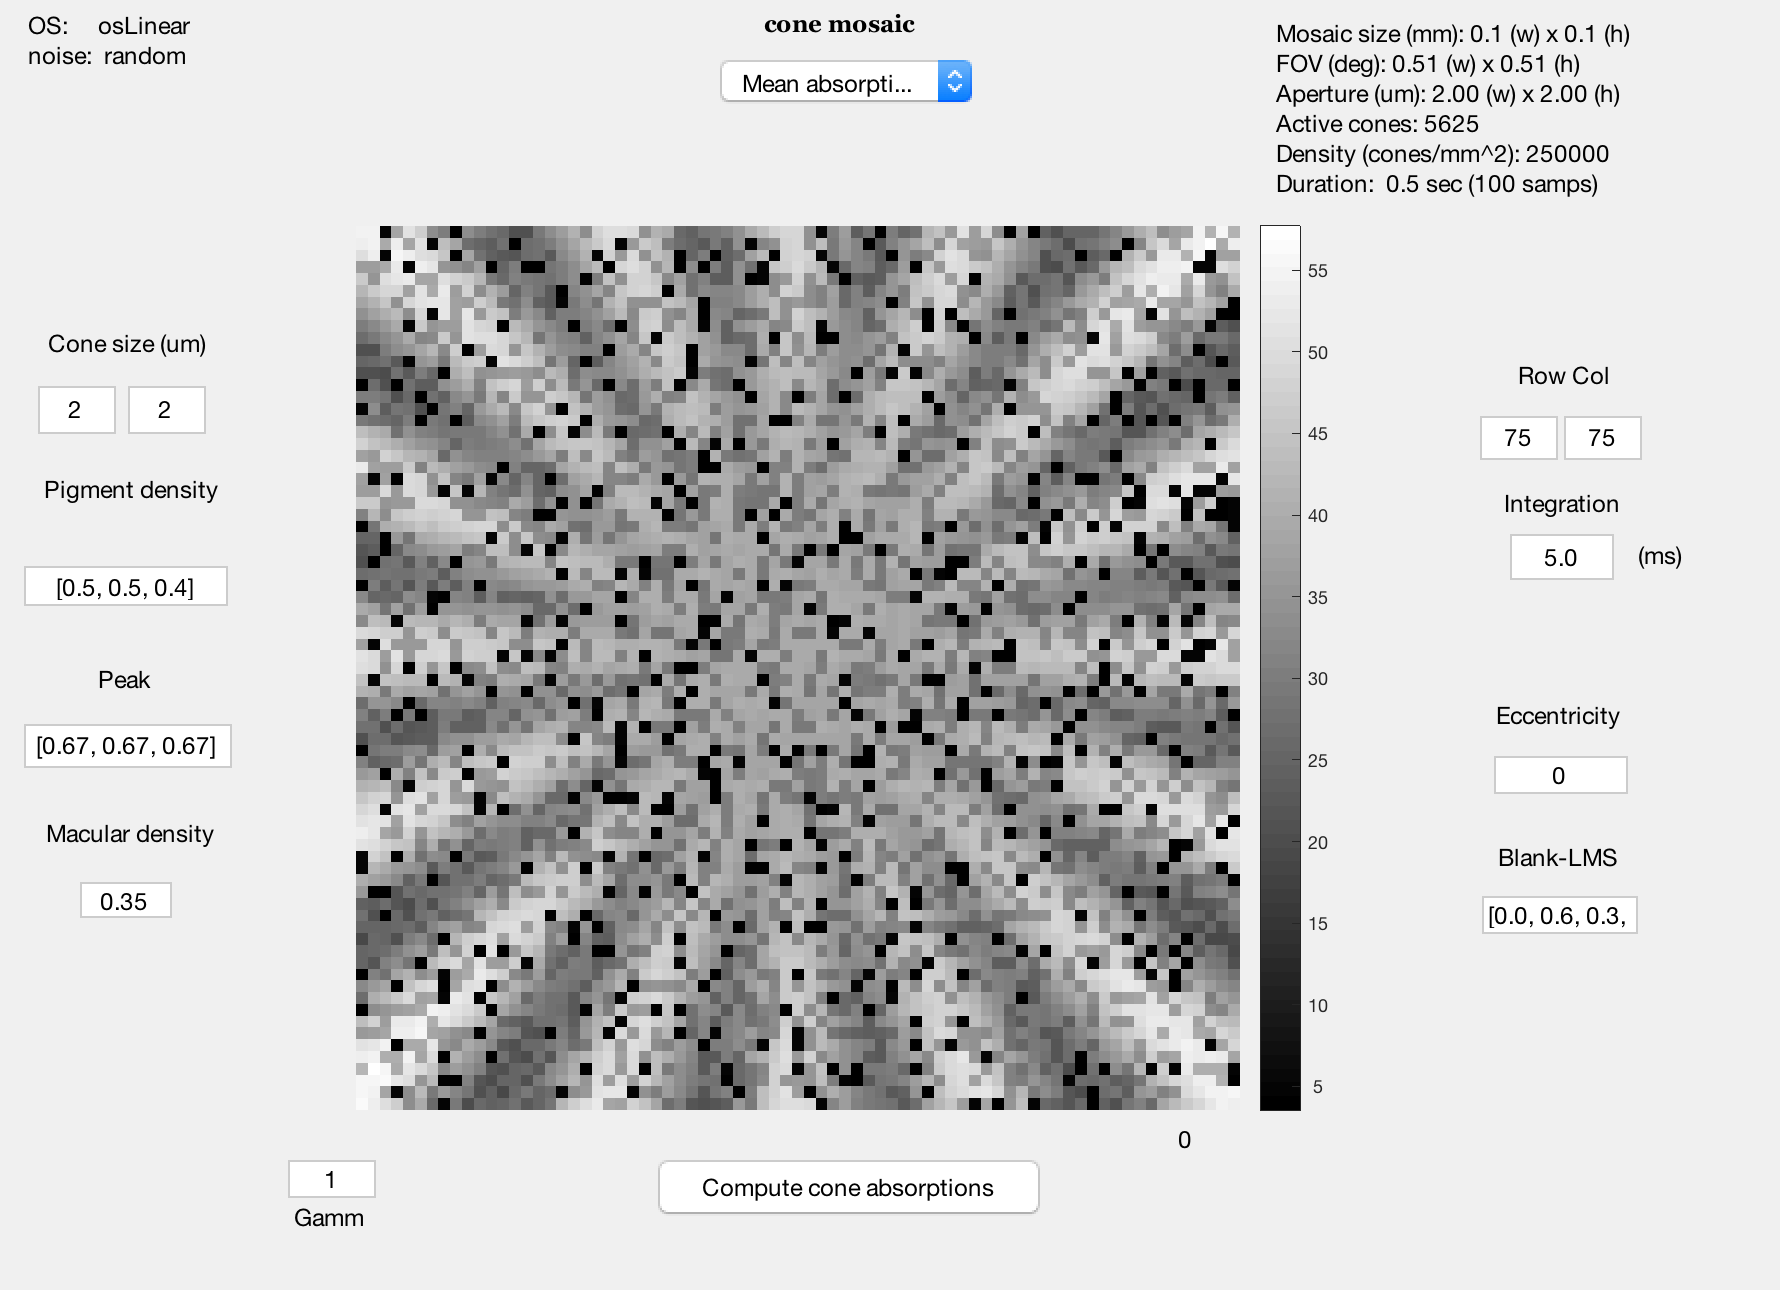 OS: osLinear
noise: random
cone mosaic
Mean absorpti...
Mosaic size (mm): 0.1 (w) x 0.1 (h)
FOV (deg): 0.51 (w) x 0.51 (h)
Aperture (um): 2.00 (w) x 2.00 (h)
Active cones: 5625
Density (cones/mm^2): 250000
Duration: 0.5 sec (100 samps)
Cone size (um)
2 2
Pigment density
[0.5, 0.5, 0.4]
Peak
[0.67, 0.67, 0.67]
Macular density
0.35
55
50
45
40
35
30
25
20
15
10
5
Row Col
75 75
Integration
5.0 (ms)
Eccentricity
0
Blank-LMS
[0.0, 0.6, 0.3,
0
1
Gamm
Compute cone absorptions